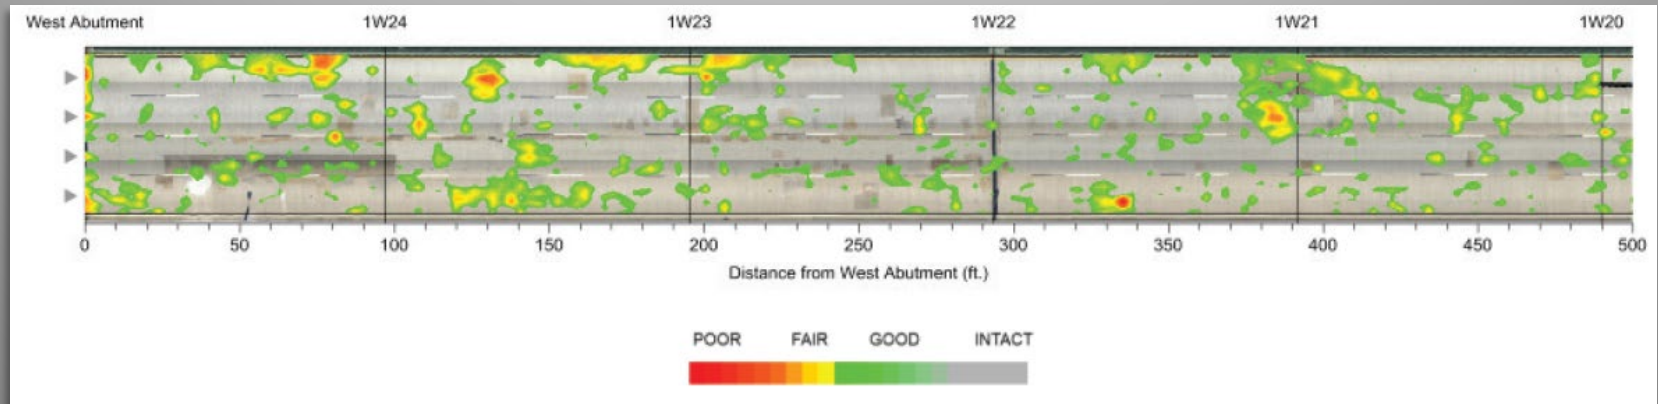 West Abutment 1W24 1W23 1W22 1W21 1W20
0 50 100 150 200 250 300 350 400 450 500
Distance from West Abutment (ft.)
POOR FAIR GOOD INTACT